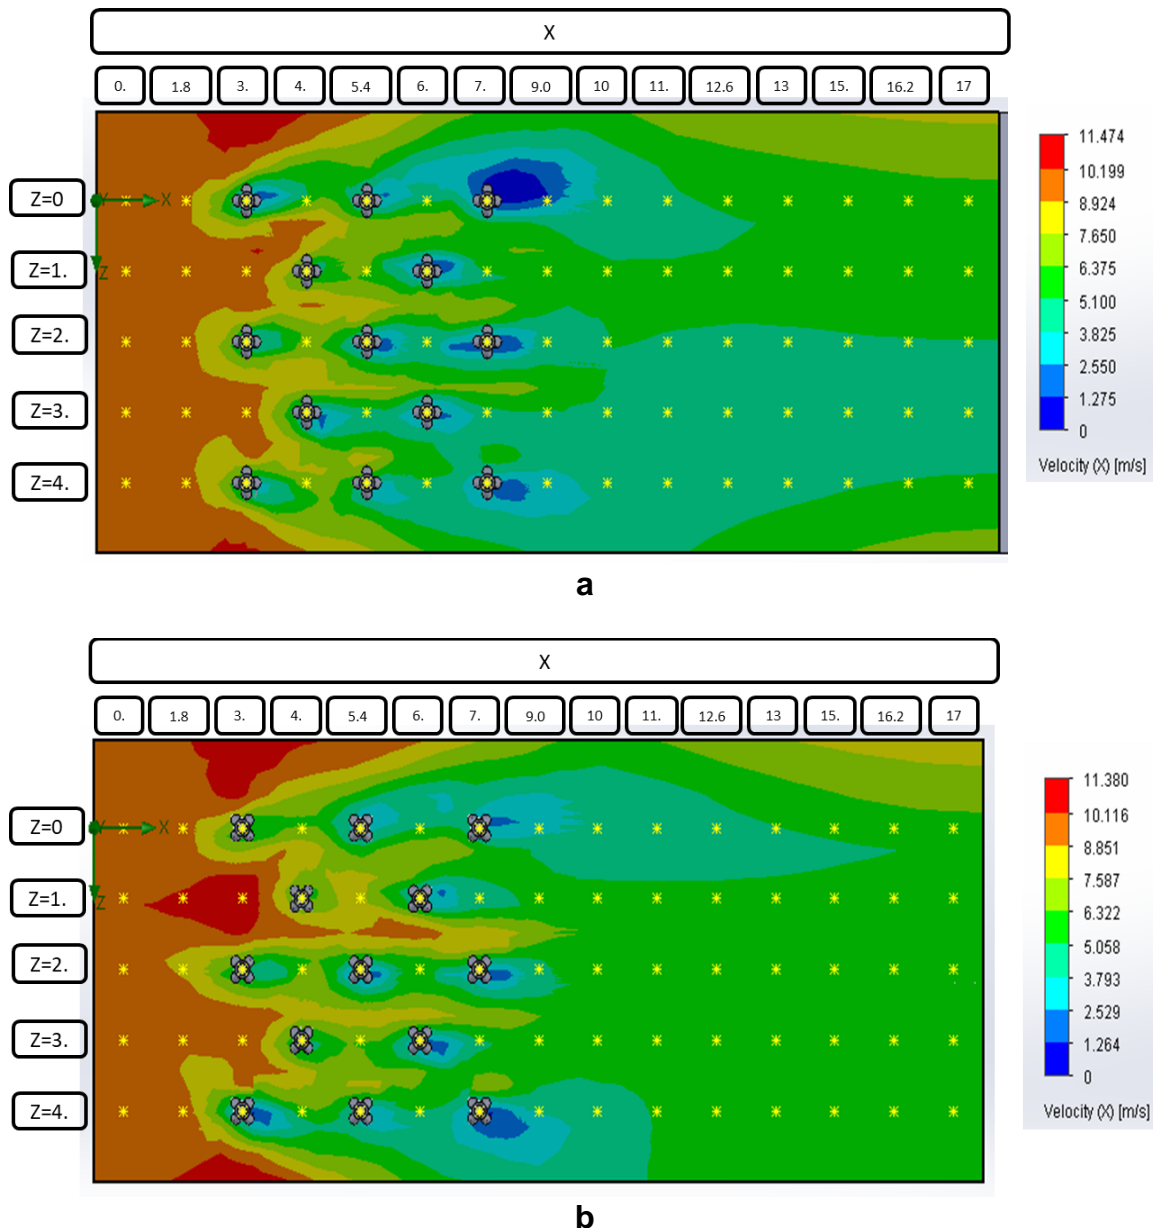 X
0. 1.8 3. 4. 5.4 6. 7. 9.0 10 11. 12.6 13 15. 16.2 17
Z=0
Z=1.
Z=2.
Z=3.
Z=4.
Y X
Z
11.474
10.199
8.924
7.650
6.375
5.100
3.825
2.550
1.275
0
Velocity (X) [m/s]
a
X
0. 1.8 3. 4. 5.4 6. 7. 9.0 10 11. 12.6 13 15. 16.2 17
Z=0
Z=1.
Z=2.
Z=3.
Z=4.
Y X
Z
11.380
10.116
8.851
7.587
6.322
5.058
3.793
2.529
1.264
0
Velocity (X) [m/s]
b